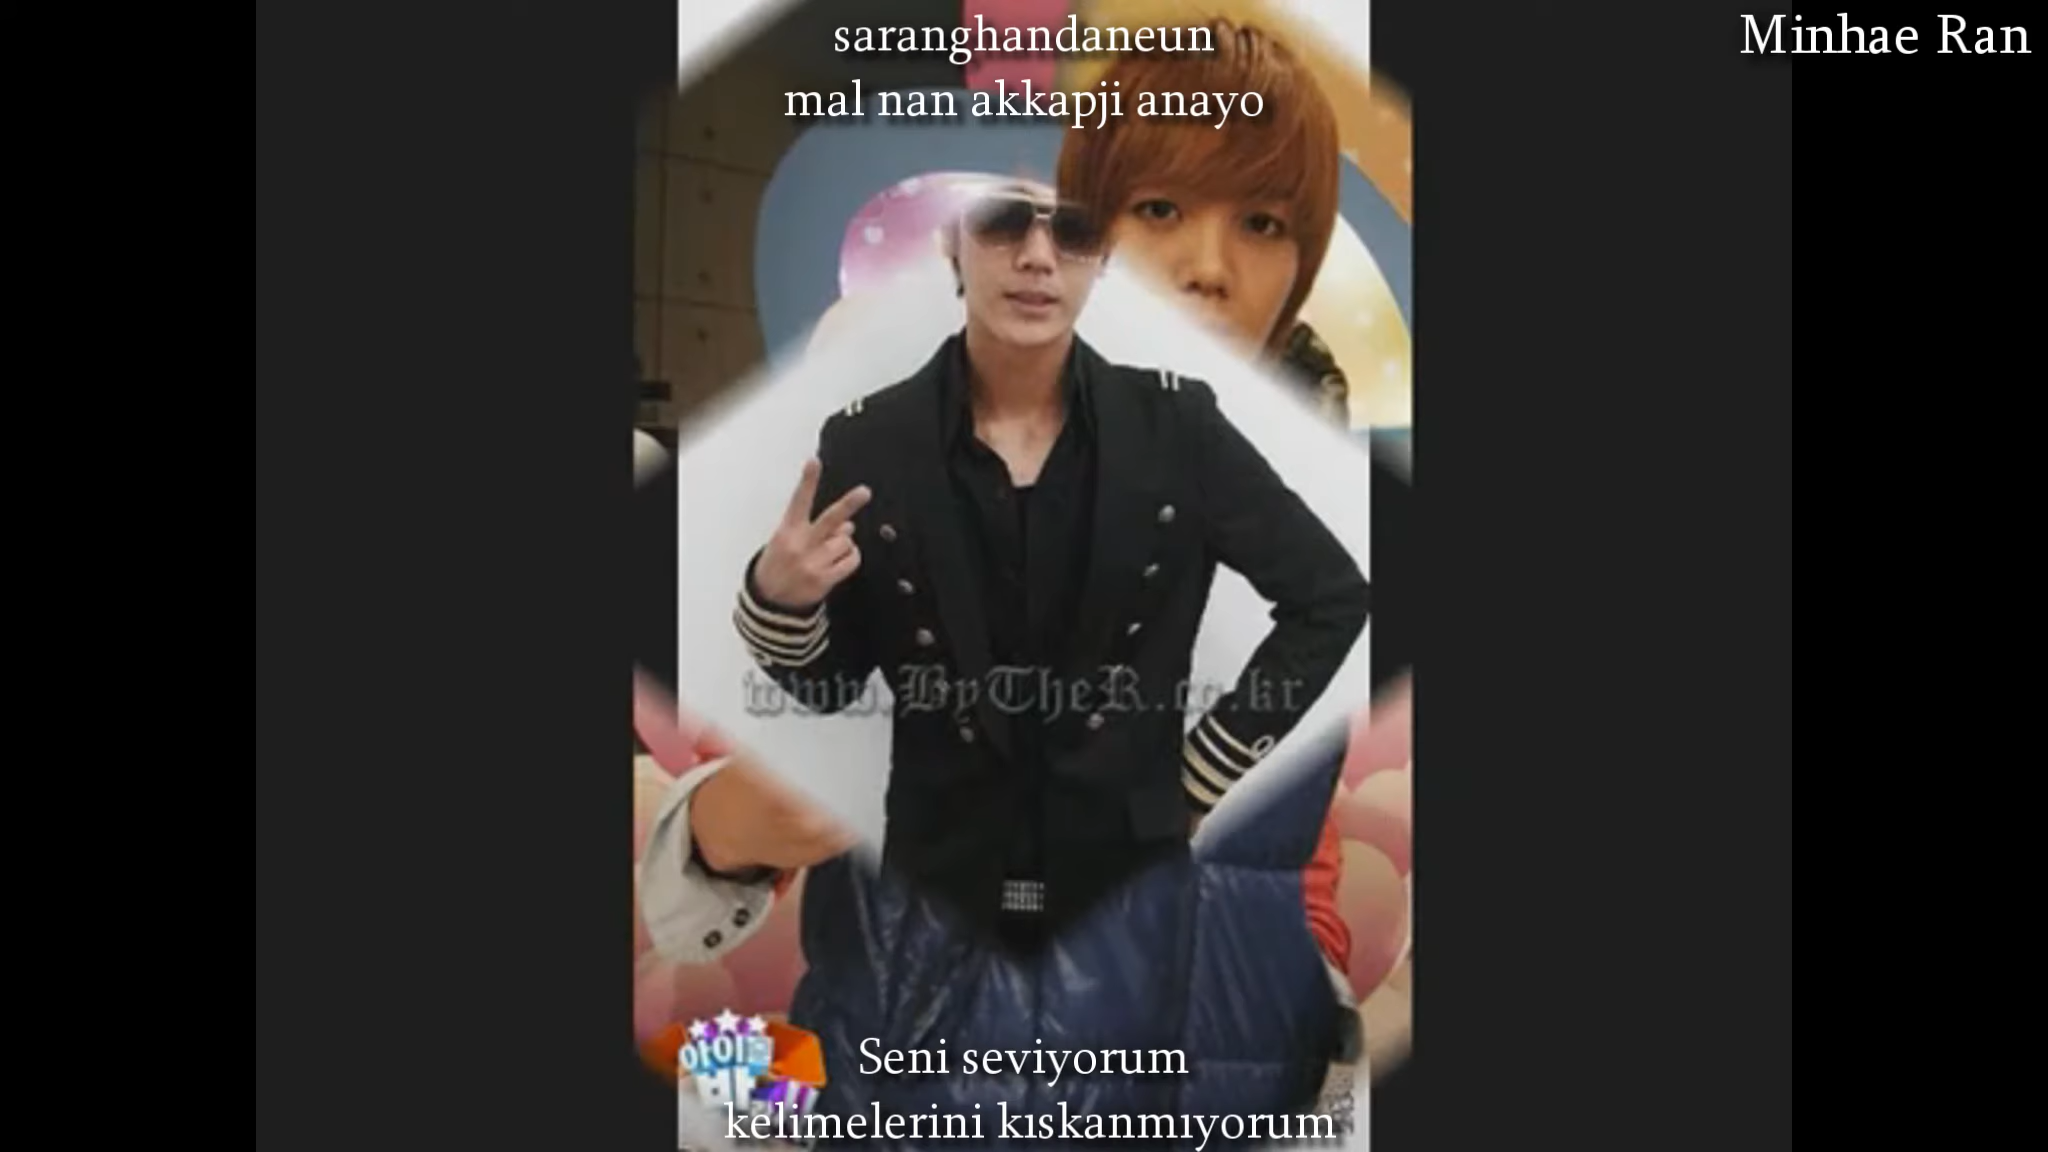 saranghandaneun
mal nan akkapji anayo
Minhae Ran
www.ByTheR.co.kr
Seni seviyorum
kelimelerini kıskanmıyorum